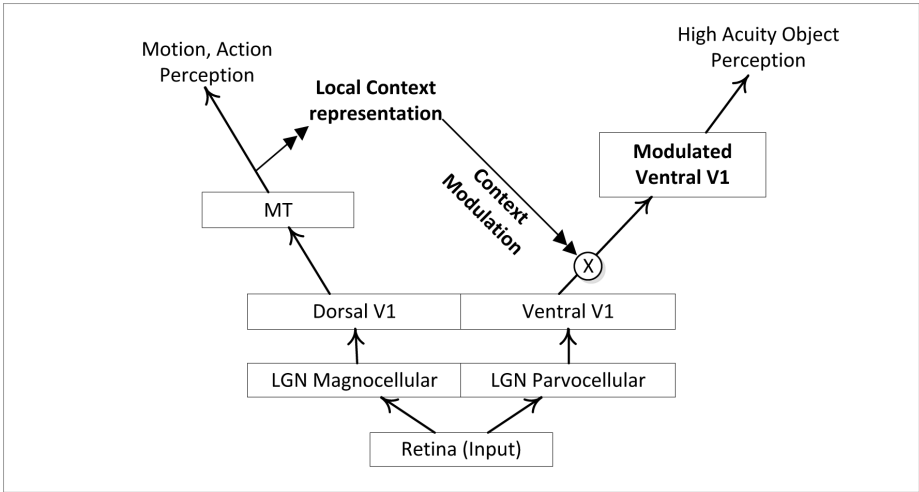 Motion, Action
Perception
High Acuity Object
Perception
Local Context
representation
Context
Modulation
Modulated
Ventral V1
MT
X
Dorsal V1
Ventral V1
LGN Magnocellular
LGN Parvocellular
Retina (Input)